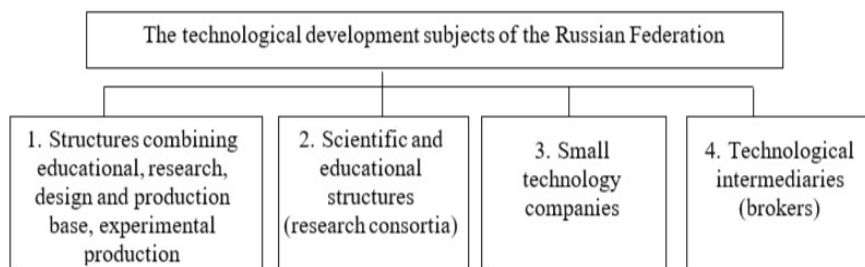 The technological development subjects of the Russian Federation
1. Structures combining
educational, research,
design and production
base, experimental
production
2. Scientific and
educational
structures
(research consortia)
3. Small
technology
companies
4. Technological
intermediaries
(brokers)